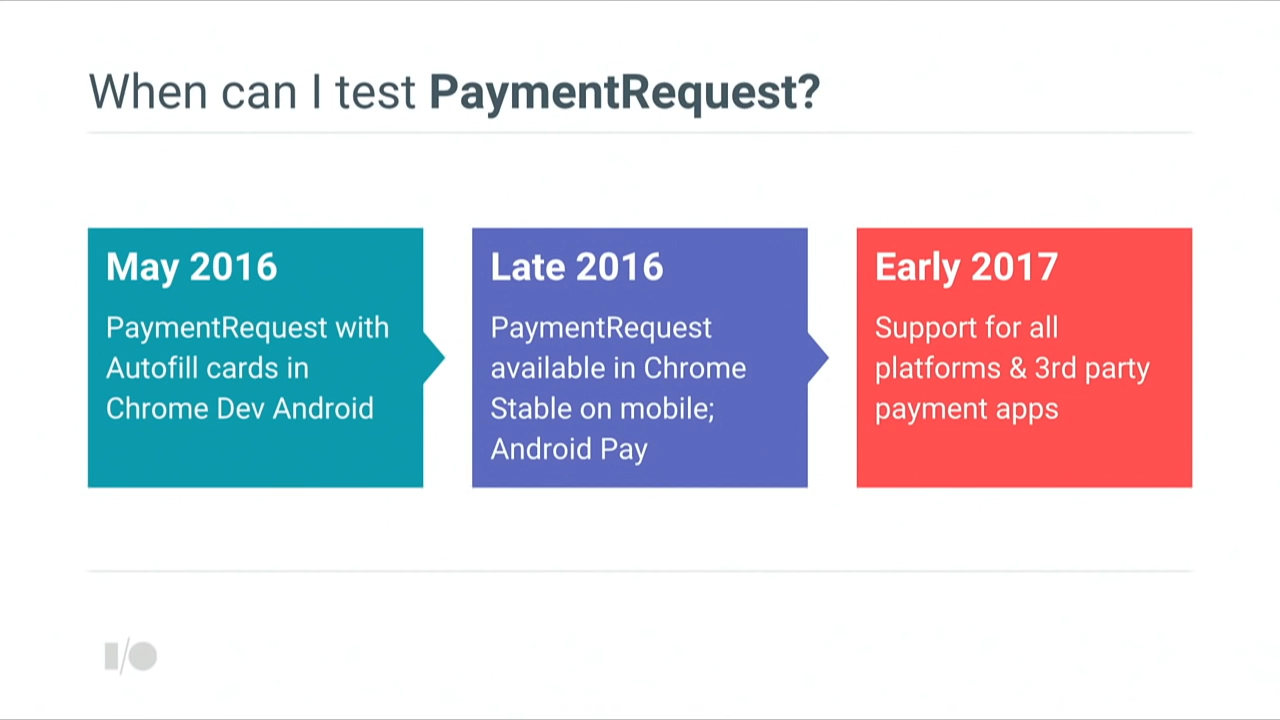 When can I test PaymentRequest?
May 2016
PaymentRequest with
Autofill cards in
Chrome Dev Android
Late 2016
PaymentRequest
available in Chrome
Stable on mobile;
Android Pay
Early 2017
Support for all
platforms & 3rd party
payment apps
I/O